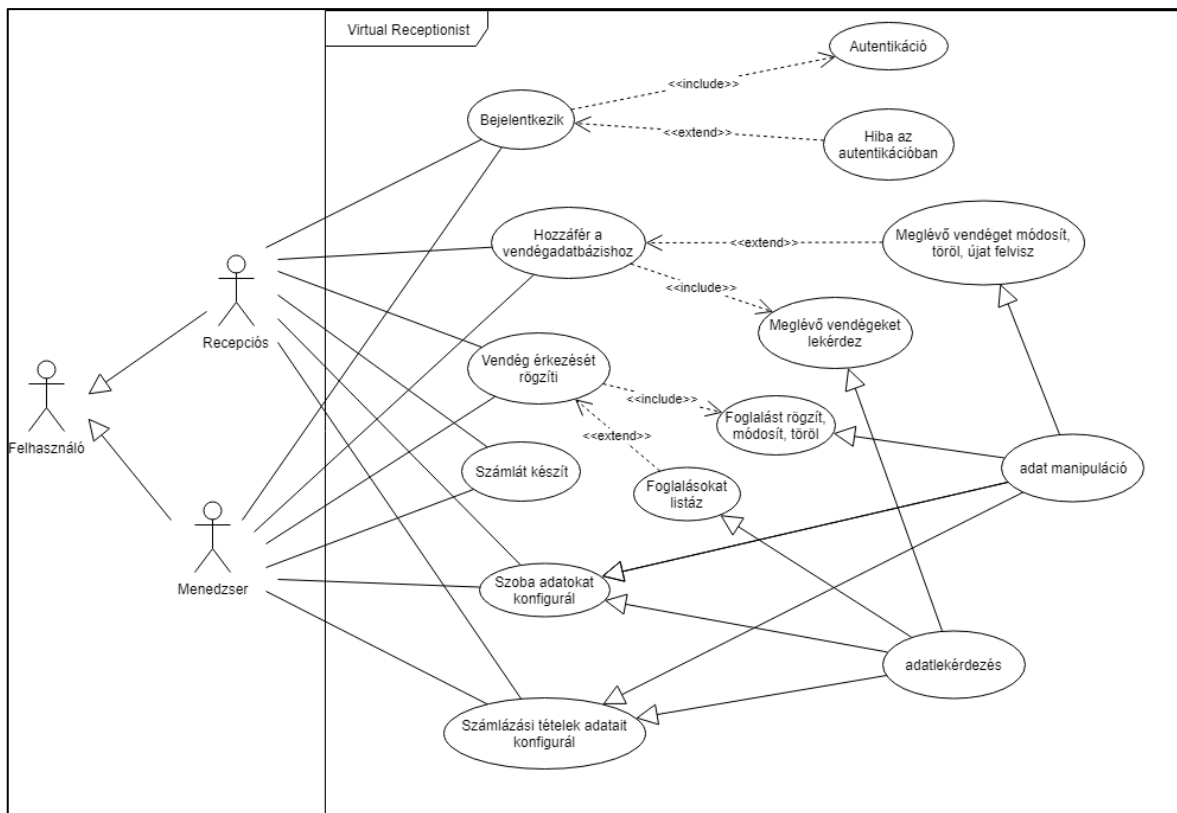 Virtual Receptionist
Autentikáció
<<include>>
Bejelentkezik
<<extend>>
Hiba az
autentikációban
Hozzáfér a
vendégadatbázishoz
<<extend>>
Meglévő vendéget módosít,
töröl, újat felvisz
<<include>>
Meglévő vendégeket
lekérdez
Recepciós
Vendég érkezését
rögzíti
<<include>>
Foglalást rögzít,
módosít, töröl
<<extend>>
Felhasználó
Számlát készít
Foglalásokat
listáz
adat manipuláció
Menedzser
Szoba adatokat
konfigurál
adatlekérdezés
Számlázási tételek adatait
konfigurál